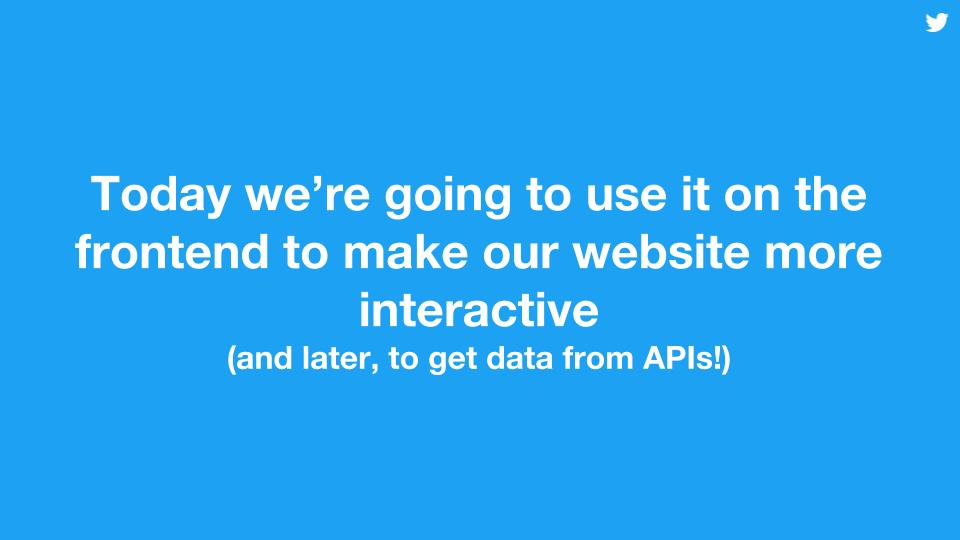 Today we’re going to use it on the
frontend to make our website more
interactive
(and later, to get data from APIs!)